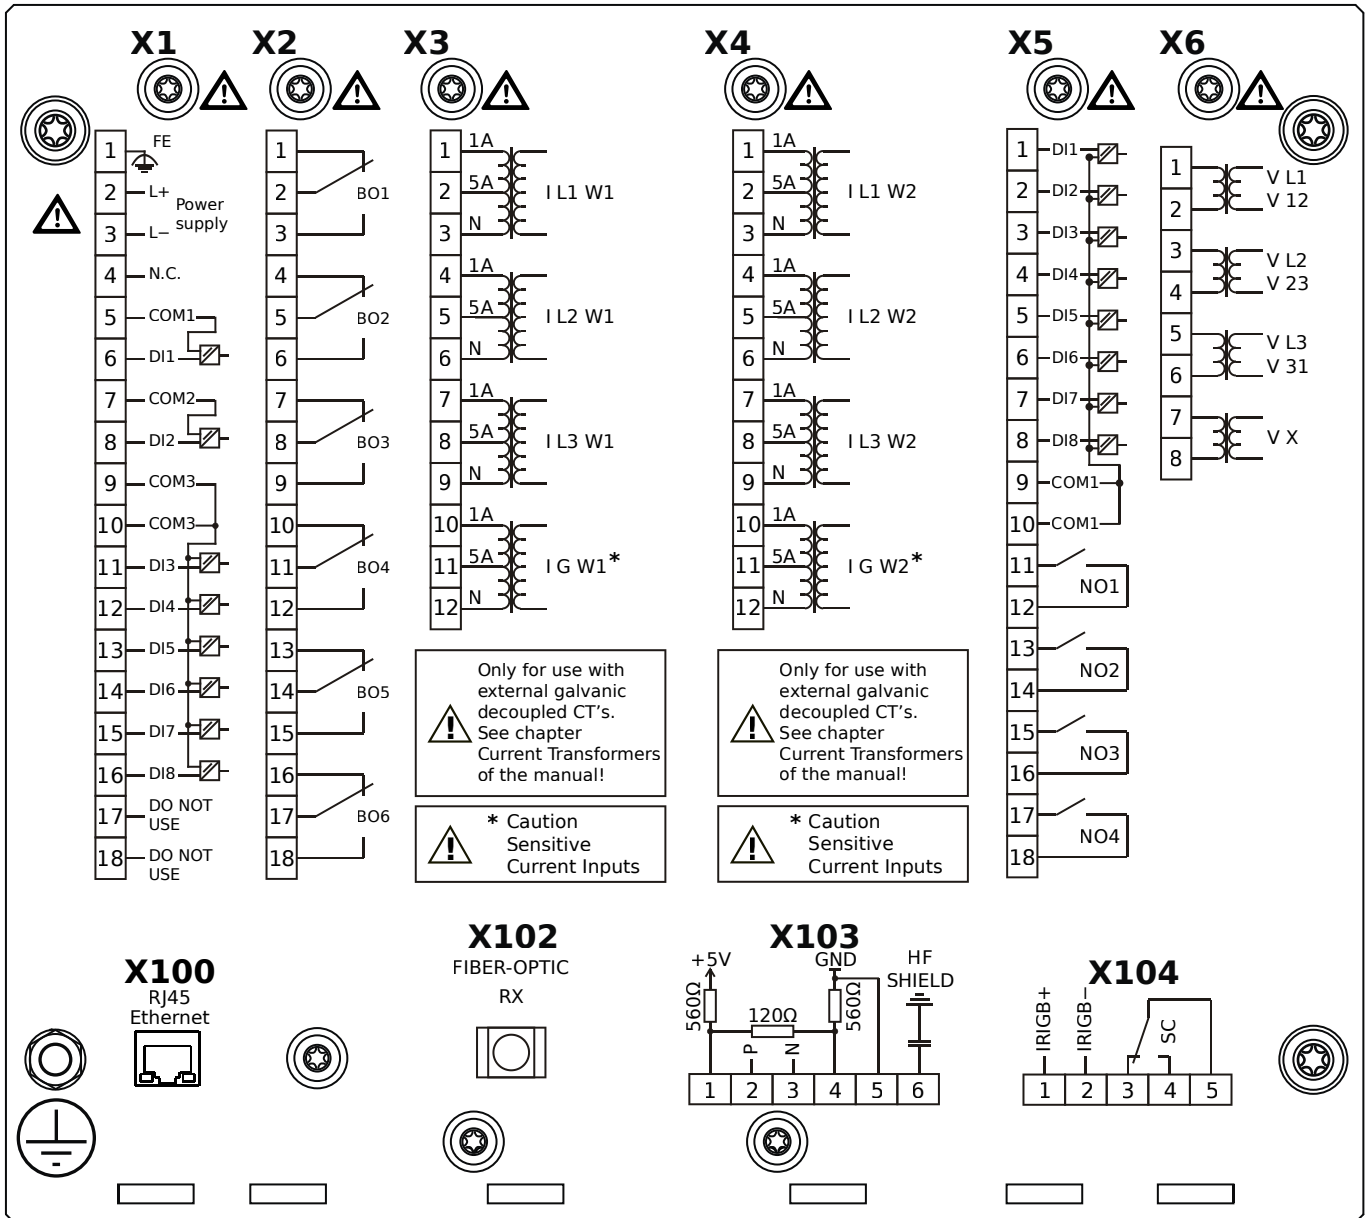 X1
X2
X3
X4
X5
X6
1 FE
2 L+
Power
supply
3 L−
4 N.C.
5 COM1
6 DI1
7 COM2
8 DI2
9 COM3
10 COM3
11 DI3
12 DI4
13 DI5
14 DI6
15 DI7
16 DI8
17 DO NOT
USE
18 DO NOT
USE
1
2 BO1
3
4
5 BO2
6
7
8 BO3
9
10
11 BO4
12
13
14 BO5
15
16
17 BO6
18
1 1A
2 5A I L1 W1
3 N
4 1A
5 5A I L2 W1
6 N
7 1A
8 5A I L3 W1
9 N
10 1A
11 5A I G W1*
12 N
Only for use with
external galvanic
decoupled CT's.
See chapter
Current Transformers
of the manual!
* Caution
Sensitive
Current Inputs
1 1A
2 5A I L1 W2
3 N
4 1A
5 5A I L2 W2
6 N
7 1A
8 5A I L3 W2
9 N
10 1A
11 5A I G W2*
12 N
Only for use with
external galvanic
decoupled CT's.
See chapter
Current Transformers
of the manual!
* Caution
Sensitive
Current Inputs
1 DI1
2 DI2
3 DI3
4 DI4
5 DI5
6 DI6
7 DI7
8 DI8
9 COM1
10 COM1
11
NO1
12
13
NO2
14
15
NO3
16
17
NO4
18
1 V L1
2 V 12
3 V L2
4 V 23
5 V L3
6 V 31
7
V X
8
X100
RJ45
Ethernet
X102
FIBER-OPTIC
RX
X103
+5V GND HF
SHIELD
560Ω 120Ω 560Ω
P N
1 2 3 4 5 6
X104
IRIGB+ IRIGB− SC
1 2 3 4 5